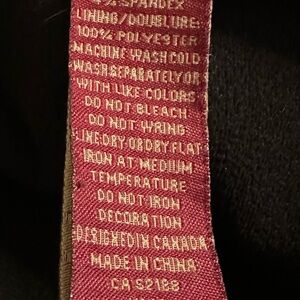 % SPANDEX
LINING/DOUBLURE:
100% POLYESTER
MACHINE WASH COLD
WASH SEPARATELY OR
WITH LIKE COLORS
DO NOT BLEACH
DO NOT WRING
LINE DRY OR DRY FLAT
IRON AT MEDIUM
TEMPERATURE
DO NOT IRON
DECORATION
DESIGNED IN CANADA
MADE IN CHINA
CA 52188